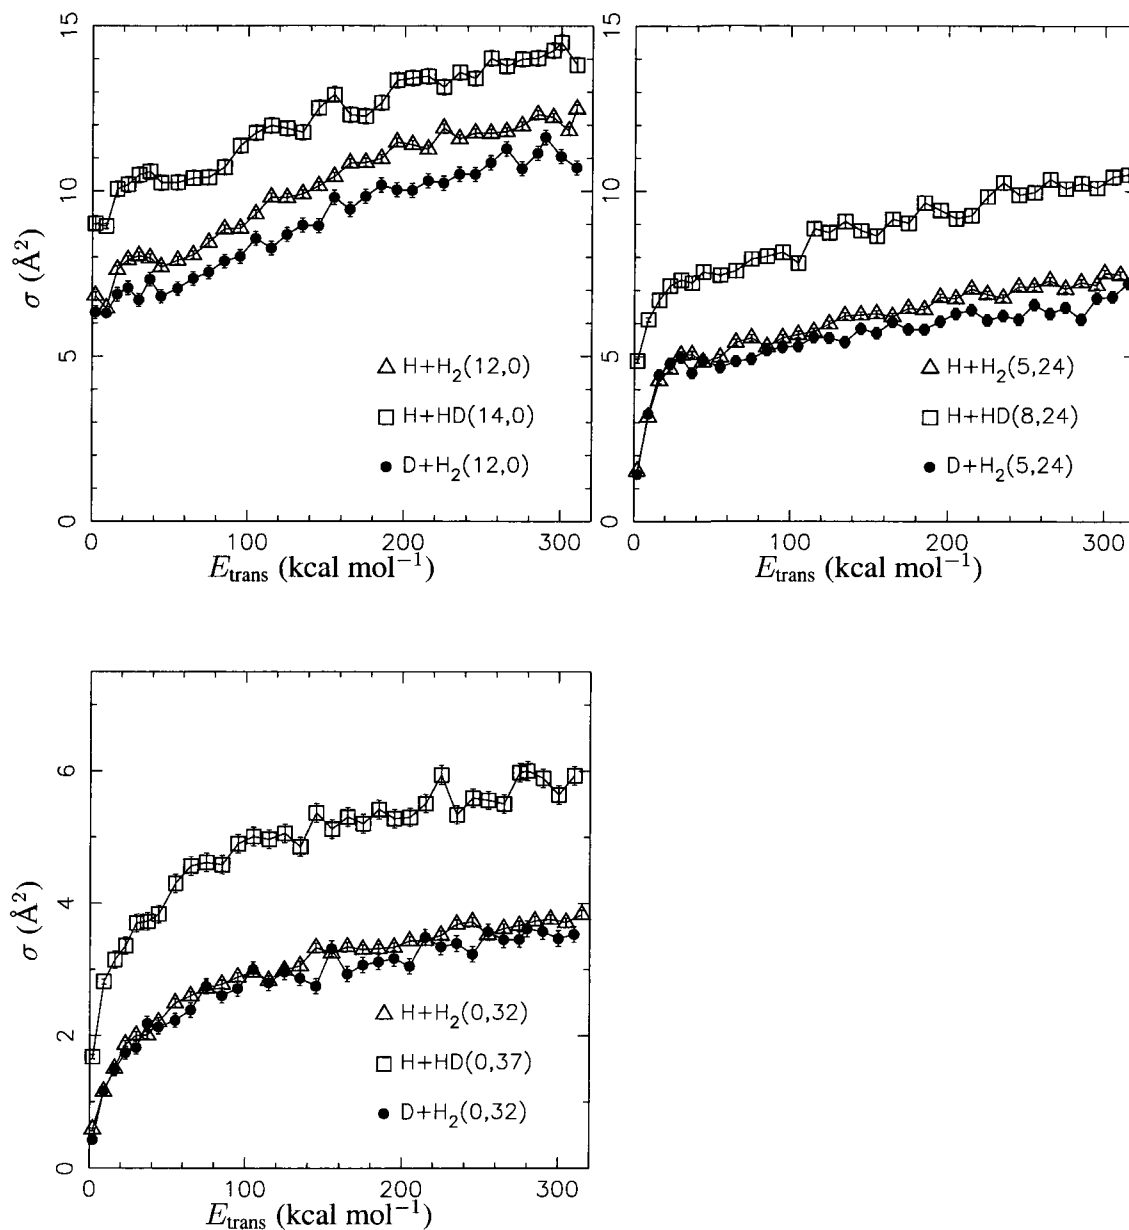 15
10
5
0
σ (Å²)
△ H+H₂(12,0)
□ H+HD(14,0)
● D+H₂(12,0)
0 100 200 300
E_trans (kcal mol⁻¹)
15
10
5
0
△ H+H₂(5,24)
□ H+HD(8,24)
● D+H₂(5,24)
0 100 200 300
E_trans (kcal mol⁻¹)
6
4
2
0
σ (Å²)
△ H+H₂(0,32)
□ H+HD(0,37)
● D+H₂(0,32)
0 100 200 300
E_trans (kcal mol⁻¹)